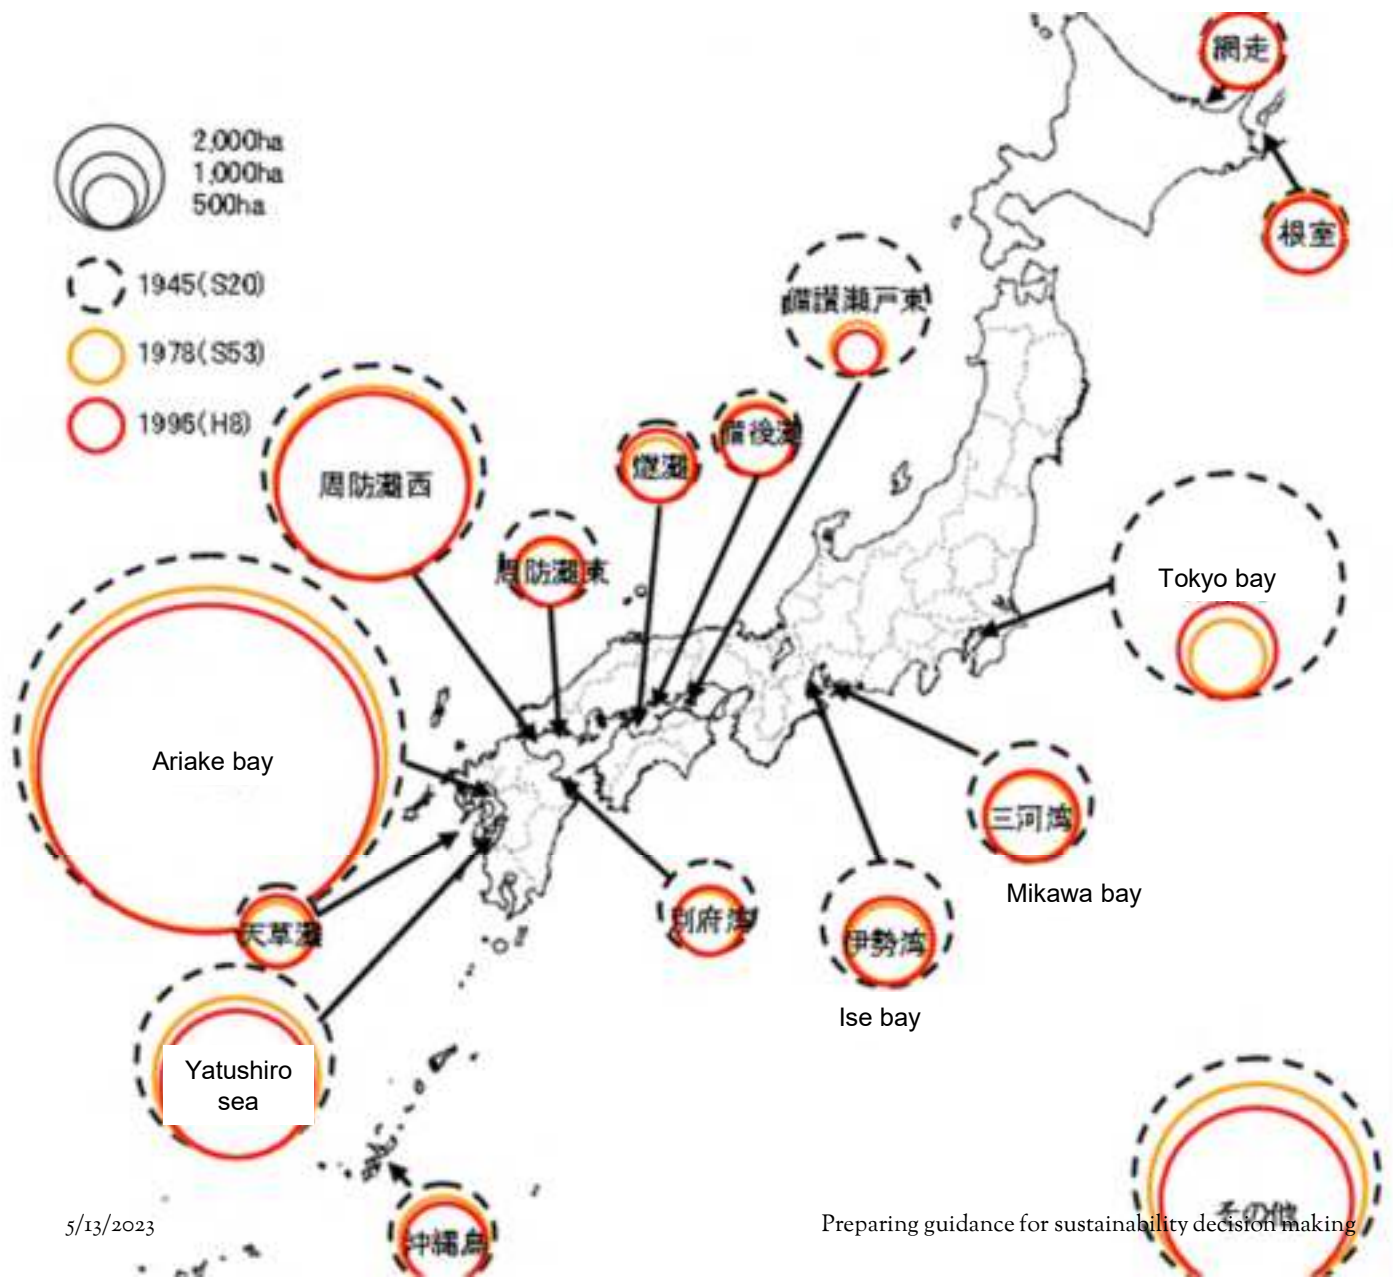 網走
2,000ha
1,000ha
500ha
根室
1945(S20)
備讃瀬戸東
1978(S53)
1996(H8)
備後灘
燧灘
周防灘西
周防灘東
Tokyo bay
Ariake bay
三河湾
Mikawa bay
天草灘
別府湾
伊勢湾
Ise bay
Yatushiro
sea
その他
5/13/2023
Preparing guidance for sustainability decision making
沖縄島